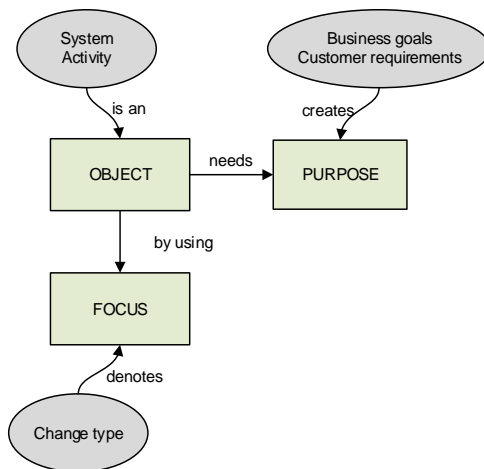 System
Activity
Business goals
Customer requirements
is an
creates
OBJECT
needs
PURPOSE
by using
FOCUS
denotes
Change type